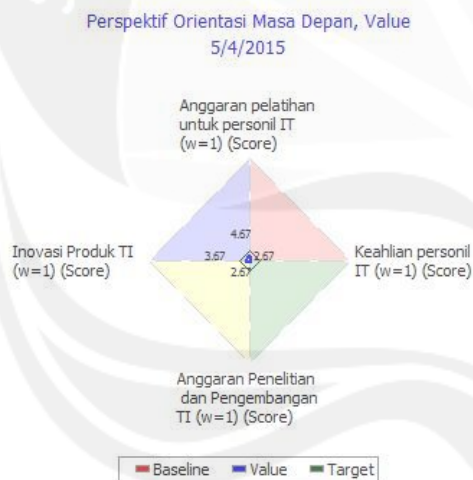 Perspektif Orientasi Masa Depan, Value
5/4/2015
Anggaran pelatihan
untuk personil IT
(w=1) (Score)
4.67
Inovasi Produk TI
(w=1) (Score)
3.67
2.67
Keahlian personil
IT (w=1) (Score)
2.67
Anggaran Penelitian
dan Pengembangan
TI (w=1) (Score)
Baseline Value Target